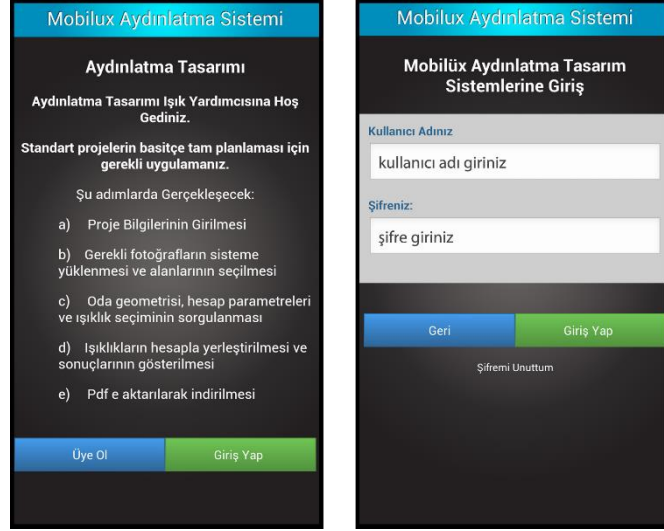 Mobilux Aydınlatma Sistemi
Aydınlatma Tasarımı
Aydınlatma Tasarımı Işık Yardımcısına Hoş
Gediniz.
Standart projelerin basitçe tam planlaması için
gerekli uygulamanız.
Şu adımlarda Gerçekleşecek:
a) Proje Bilgilerinin Girilmesi
b) Gerekli fotoğrafların sisteme
yüklenmesi ve alanlarının seçilmesi
c) Oda geometrisi, hesap parametreleri
ve ışıklık seçiminin sorgulanması
d) Işıklıkların hesapla yerleştirilmesi ve
sonuçlarının gösterilmesi
e) Pdf e aktarılarak indirilmesi
Üye Ol
Giriş Yap
Mobilux Aydınlatma Sistemi
Mobilüx Aydınlatma Tasarım
Sistemlerine Giriş
Kullanıcı Adınız
kullanıcı adı giriniz
Şifreniz:
şifre giriniz
Geri
Giriş Yap
Şifremi Unuttum